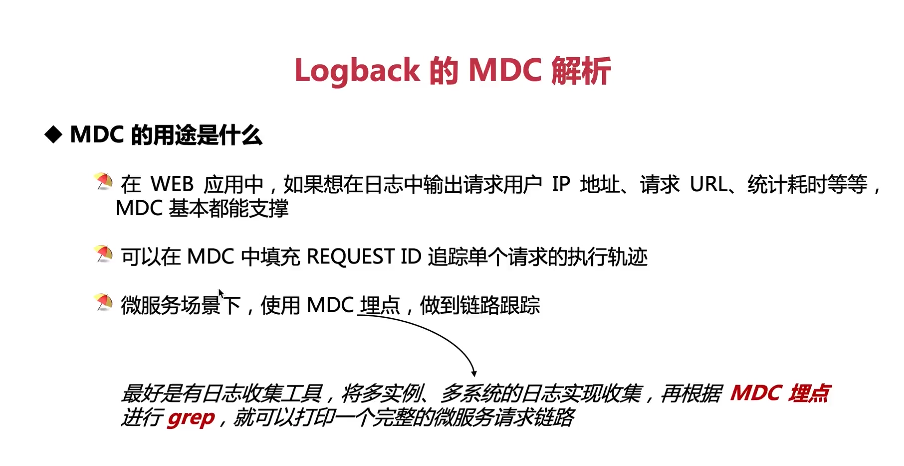 Logback 的 MDC 解析
MDC 的用途是什么
在 WEB 应用中，如果想在日志中输出请求用户 IP 地址、请求 URL、统计耗时等等，
MDC 基本都能支撑
可以在 MDC 中填充 REQUEST ID 追踪单个请求的执行轨迹
微服务场景下，使用 MDC 埋点，做到链路跟踪
最好是有日志收集工具，将多实例、多系统的日志实现收集，再根据 MDC 埋点
进行 grep，就可以打印一个完整的微服务请求链路